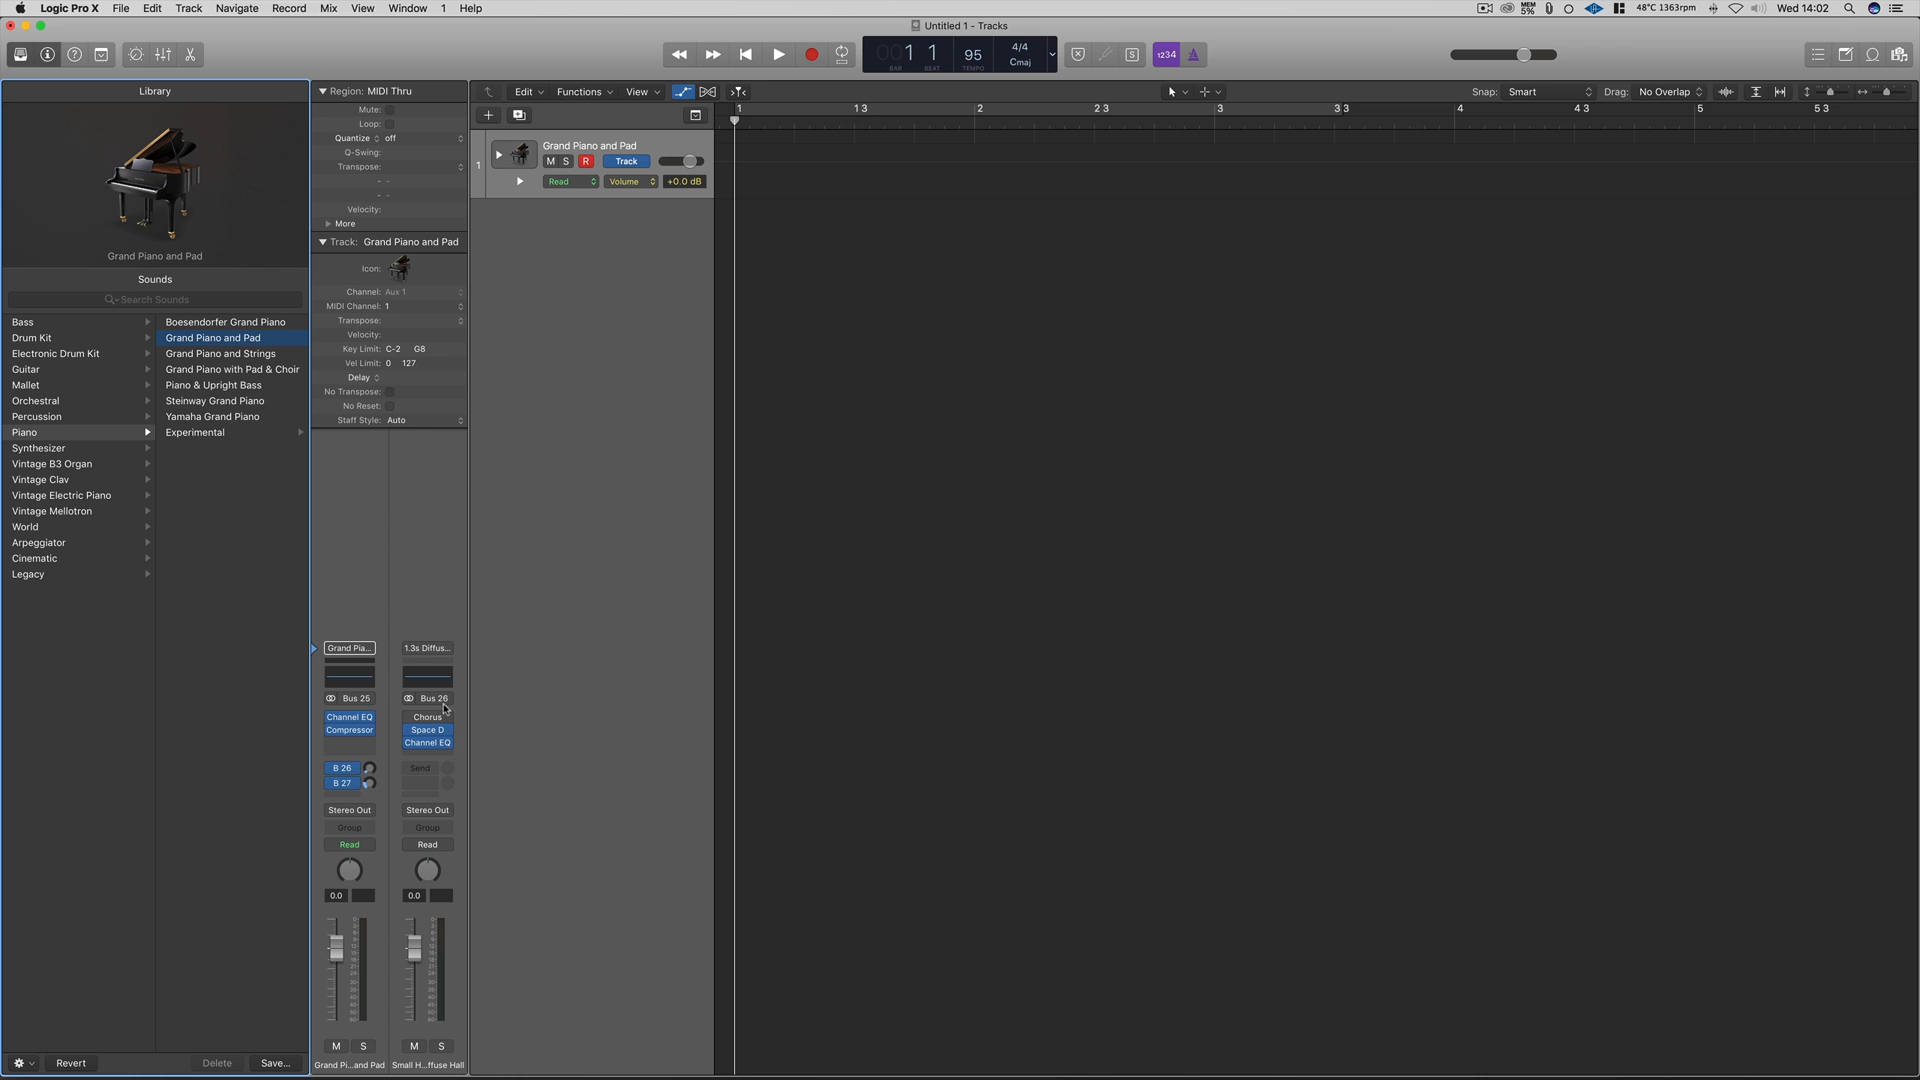 Logic Pro X File Edit Track Navigate Record Mix View Window 1 Help
MEM 5% 48°C 1363rpm Wed 14:02
Untitled 1 - Tracks
1 1 95 4/4 Cmaj
BAR BEAT TEMPO
S 1234
Library
Grand Piano and Pad
Sounds
Search Sounds
Bass
Drum Kit
Electronic Drum Kit
Guitar
Mallet
Orchestral
Percussion
Piano
Synthesizer
Vintage B3 Organ
Vintage Clav
Vintage Electric Piano
Vintage Mellotron
World
Arpeggiator
Cinematic
Legacy
Boesendorfer Grand Piano
Grand Piano and Pad
Grand Piano and Strings
Grand Piano with Pad & Choir
Piano & Upright Bass
Steinway Grand Piano
Yamaha Grand Piano
Experimental
Revert Delete Save...
Region: MIDI Thru
Mute:
Loop:
Quantize off
Q-Swing:
Transpose:
- -
- -
Velocity:
More
Track: Grand Piano and Pad
Icon:
Channel: Aux 1
MIDI Channel: 1
Transpose:
Velocity:
Key Limit: C-2 G8
Vel Limit: 0 127
Delay
No Transpose:
No Reset:
Staff Style: Auto
Grand Pia...
Bus 25
Channel EQ
Compressor
B 26
B 27
Stereo Out
Group
Read
0.0
M S
Grand Pi...and Pad
1.3s Diffus...
Bus 26
Chorus
Space D
Channel EQ
Send
Stereo Out
Group
Read
0.0
M S
Small H...ffuse Hall
Edit Functions View
Snap: Smart Drag: No Overlap
1 1 3 2 2 3 3 3 3 4 4 3 5 5 3
1
Grand Piano and Pad
M S R Track
Read Volume +0.0 dB